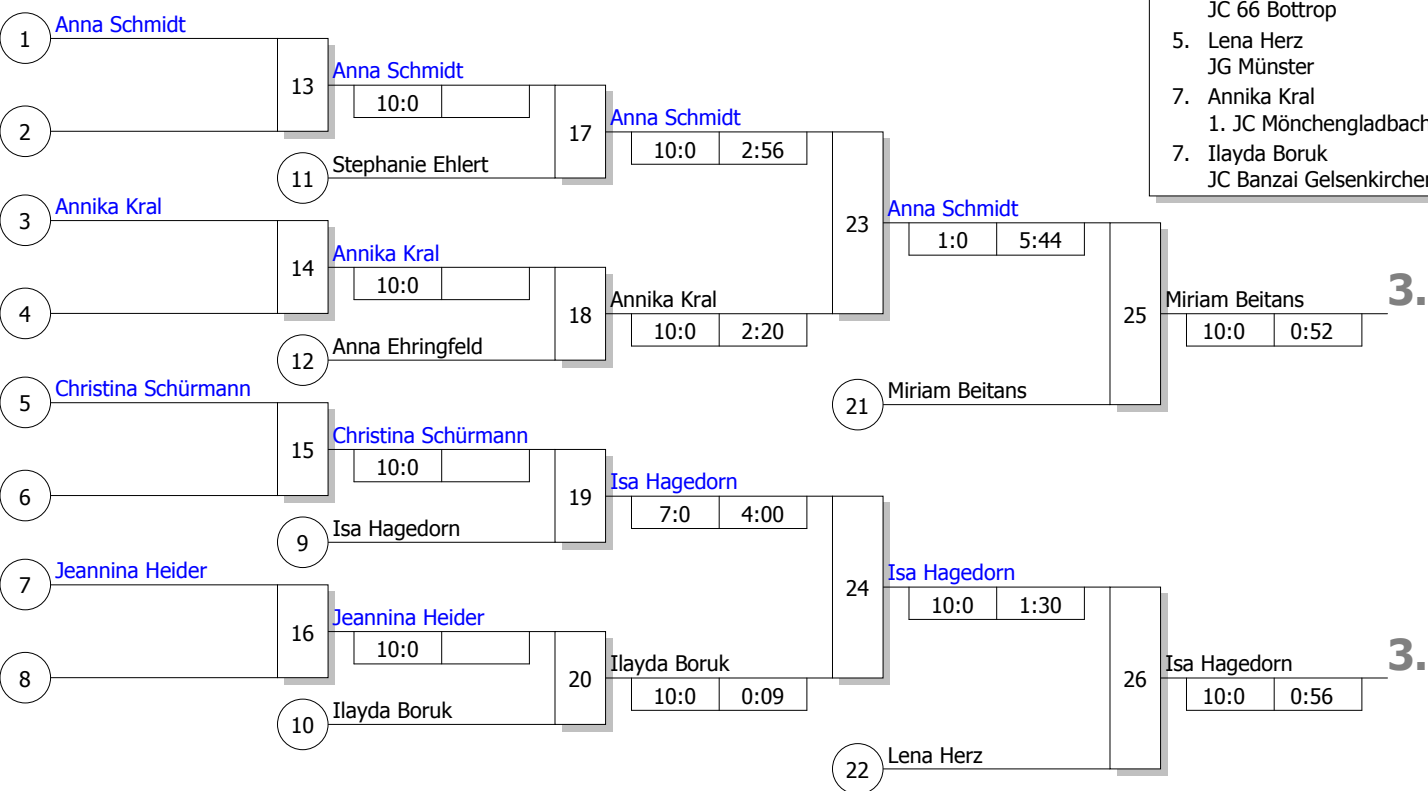 JC 66 Bottrop
5. Lena Herz
JG Münster
7. Annika Kral
1. JC Mönchengladbach
7. Ilayda Boruk
JC Banzai Gelsenkirchen
1 Anna Schmidt
13 Anna Schmidt
10:0
2
17 Anna Schmidt
10:0 2:56
11 Stephanie Ehlert
3 Annika Kral
23 Anna Schmidt
1:0 5:44
14 Annika Kral
10:0
4
18 Annika Kral
10:0 2:20
12 Anna Ehringfeld
25 Miriam Beitans 3.
10:0 0:52
5 Christina Schürmann
21 Miriam Beitans
15 Christina Schürmann
10:0
6
19 Isa Hagedorn
7:0 4:00
9 Isa Hagedorn
7 Jeannina Heider
24 Isa Hagedorn
10:0 1:30
16 Jeannina Heider
10:0
8
20 Ilayda Boruk
10:0 0:09
10 Ilayda Boruk
26 Isa Hagedorn 3.
10:0 0:56
22 Lena Herz